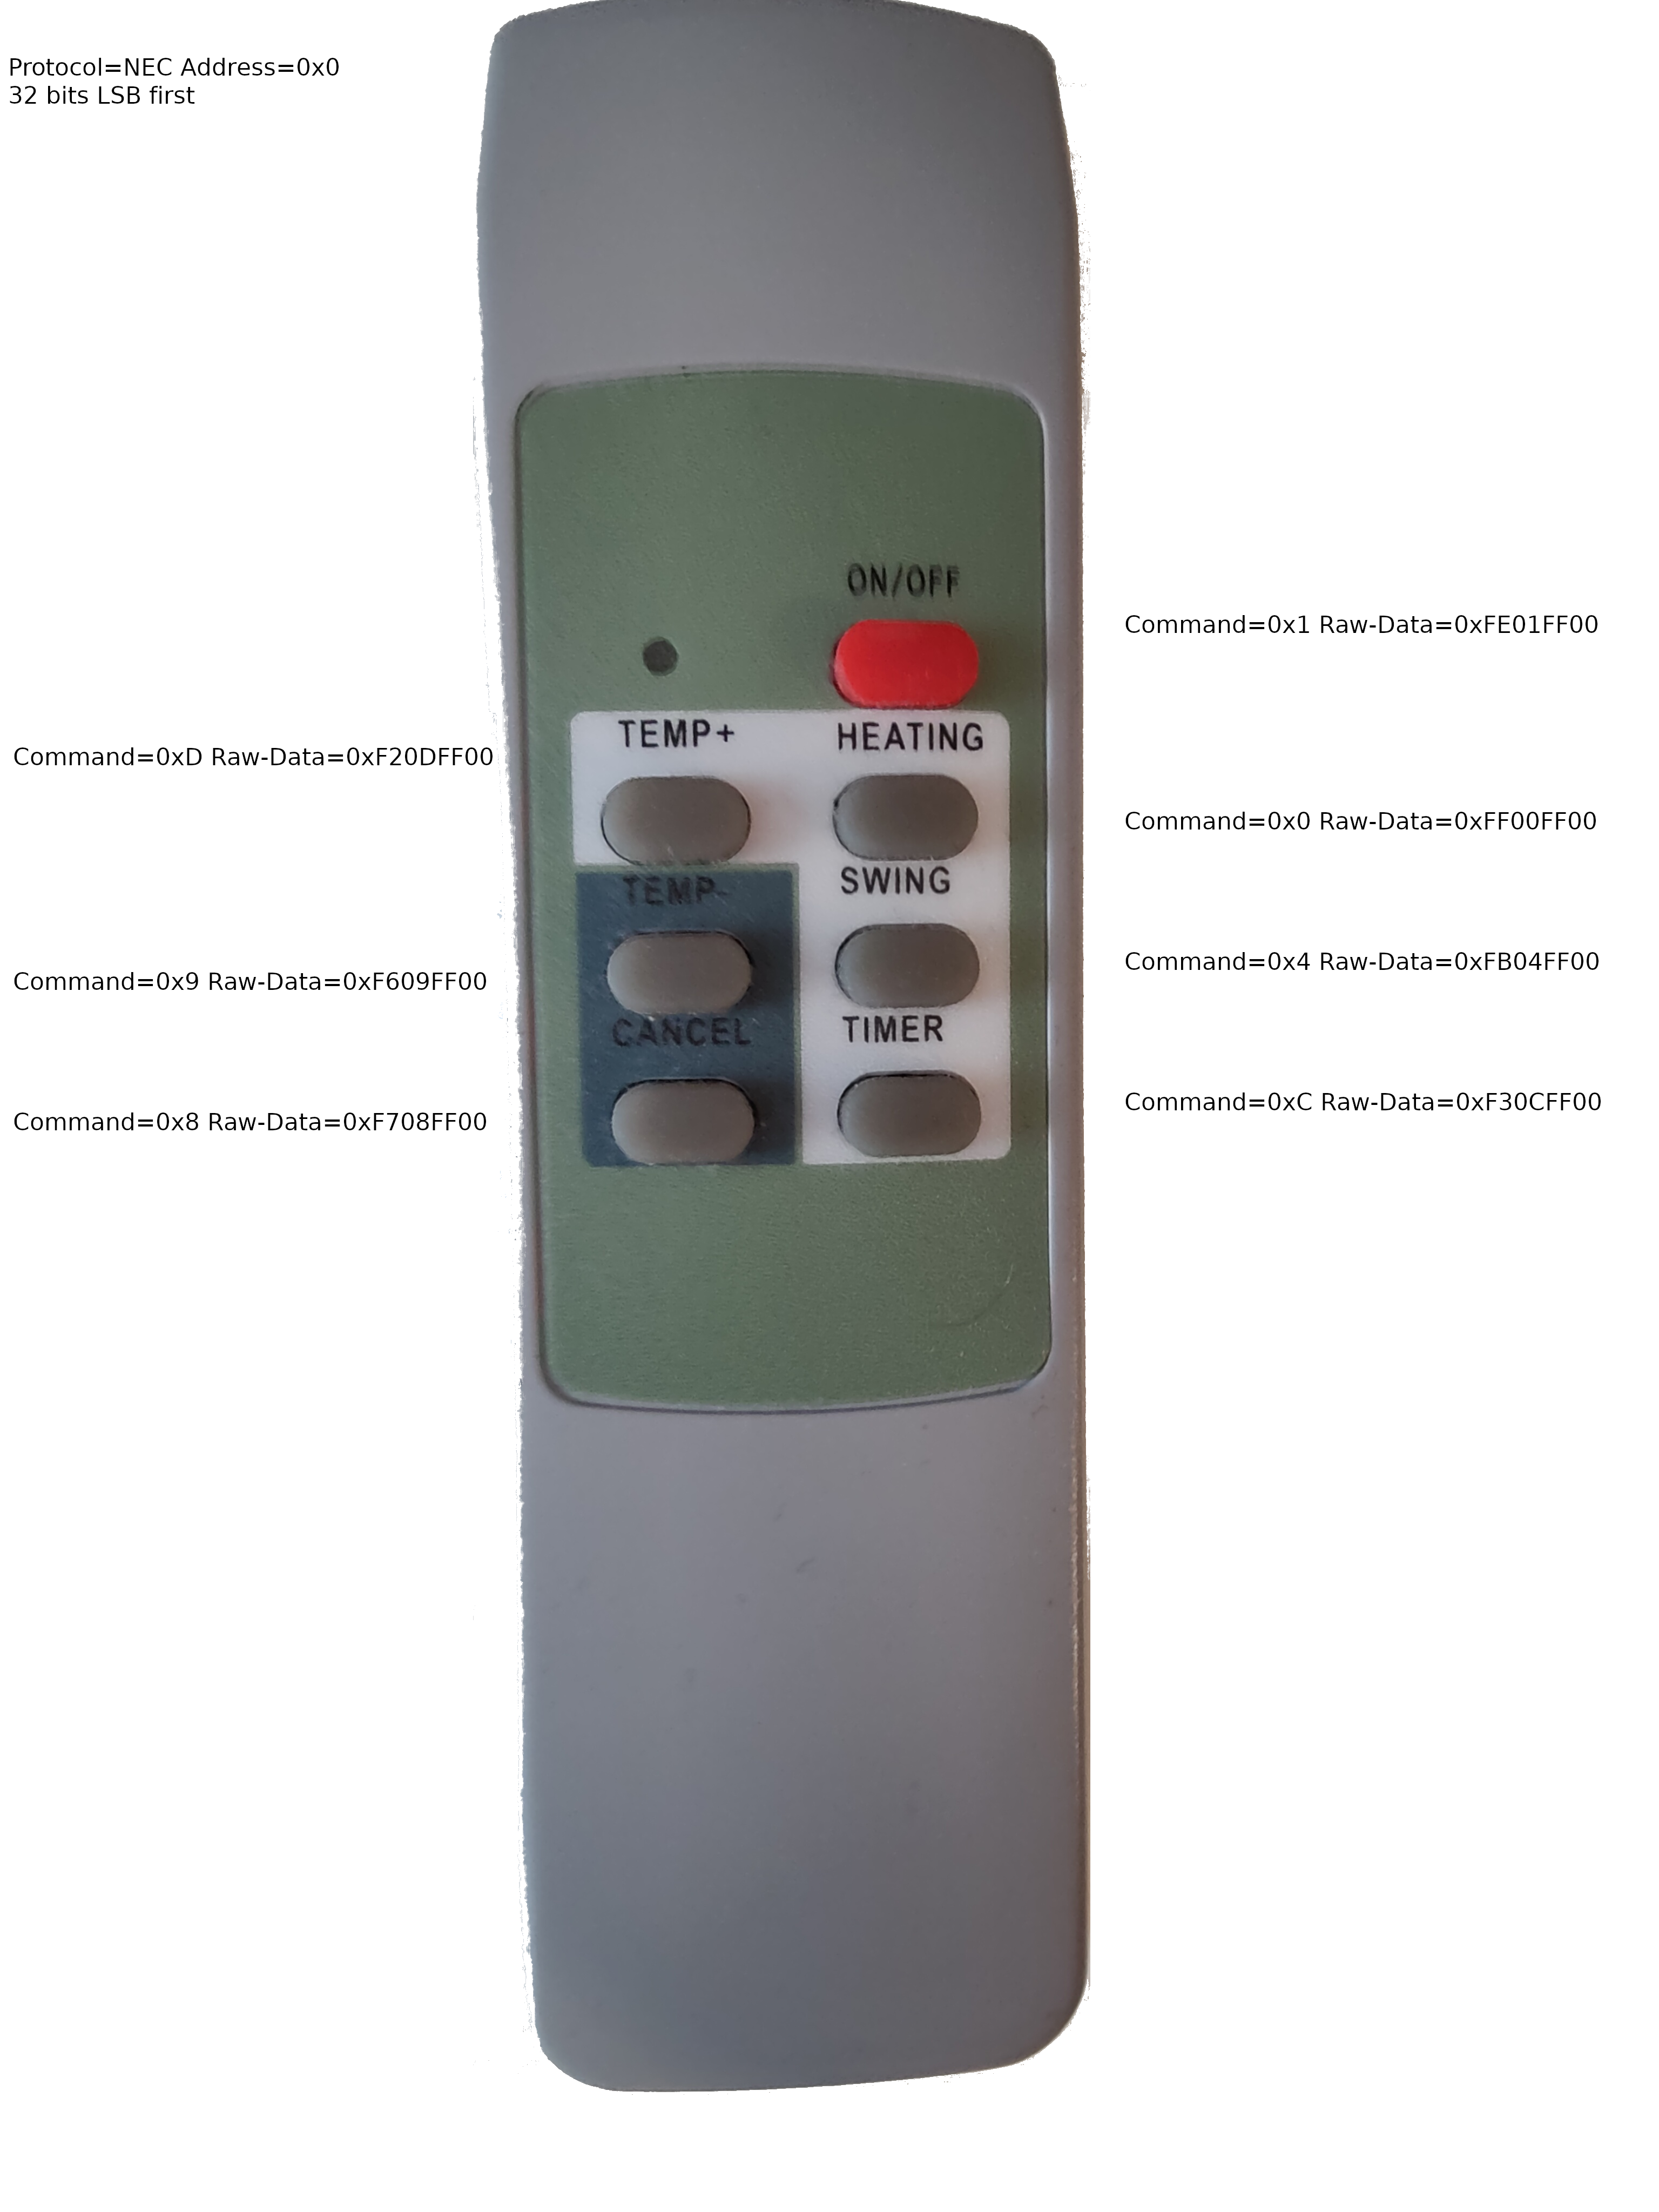 Protocol=NEC Address=0x0
32 bits LSB first
ON/OFF
Command=0x1 Raw-Data=0xFE01FF00
TEMP+
HEATING
Command=0xD Raw-Data=0xF20DFF00
Command=0x0 Raw-Data=0xFF00FF00
TEMP-
SWING
Command=0x9 Raw-Data=0xF609FF00
Command=0x4 Raw-Data=0xFB04FF00
CANCEL
TIMER
Command=0x8 Raw-Data=0xF708FF00
Command=0xC Raw-Data=0xF30CFF00